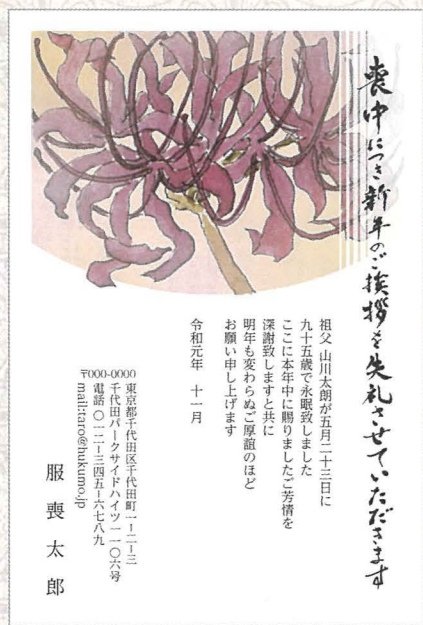 喪中につき新年のご挨拶を失礼させていただきます
祖父 山川太朗が五月二十三日に
九十五歳で永眠致しました
ここに本年中に賜りましたご芳情を
深謝致しますと共に
明年も変わらぬご厚誼のほど
お願い申し上げます
令和元年 十一月
東京都千代田区千代田町一-二-三
千代田パークサイドハイツ一一〇六号
〒000-0000
電話 〇一二-三四五-六七八九
mail:taro@hukumo.jp
服喪太郎